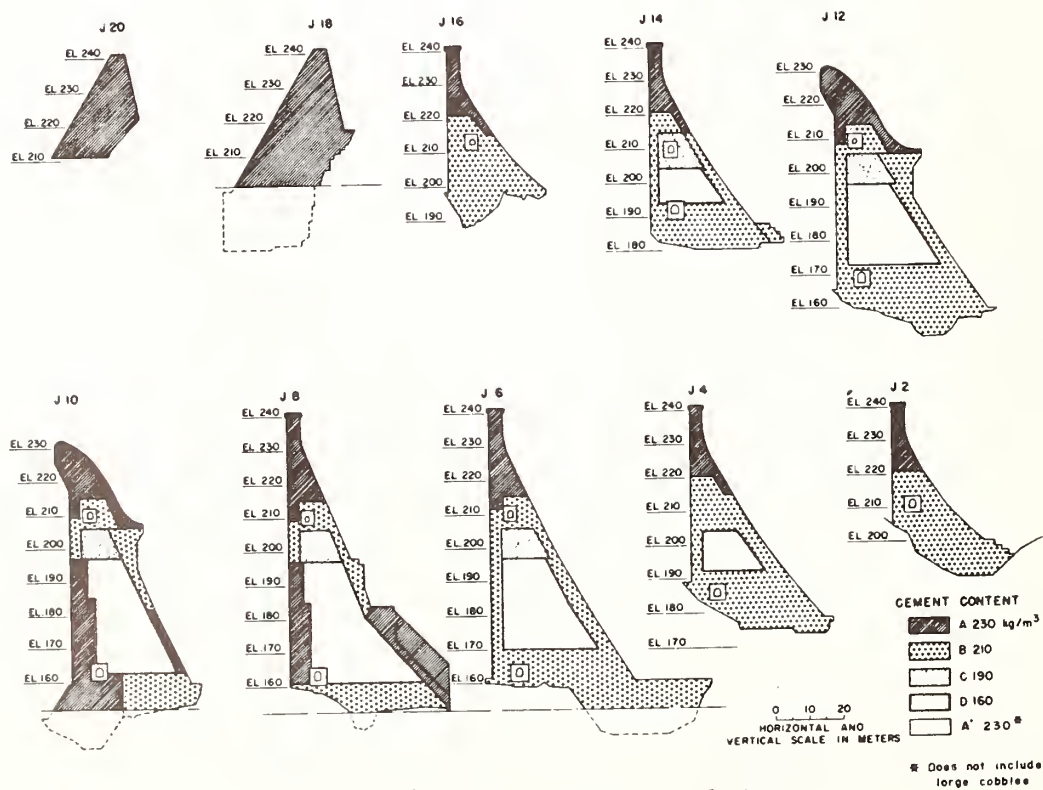 J 20
EL 240
EL 230
EL 220
EL 210
J 18
EL 240
EL 230
EL 220
EL 210
J 16
EL 240
EL 230
EL 220
EL 210
EL 200
EL 190
J 14
EL 240
EL 230
EL 220
EL 210
EL 200
EL 190
EL 180
J 12
EL 230
EL 220
EL 210
EL 200
EL 190
EL 180
EL 170
EL 160
J 10
EL 230
EL 220
EL 210
EL 200
EL 190
EL 180
EL 170
EL 160
J 8
EL 240
EL 230
EL 220
EL 210
EL 200
EL 190
EL 180
EL 170
EL 160
J 6
EL 240
EL 230
EL 220
EL 210
EL 200
EL 190
EL 180
EL 170
EL 160
J 4
EL 240
EL 230
EL 220
EL 210
EL 200
EL 190
EL 180
EL 170
J 2
EL 240
EL 230
EL 220
EL 210
EL 200
CEMENT CONTENT
A 230 kg/m³
B 210
C 190
D 160
A' 230*
0 10 20
HORIZONTAL AND
VERTICAL SCALE IN METERS
* Does not include
large cobbles